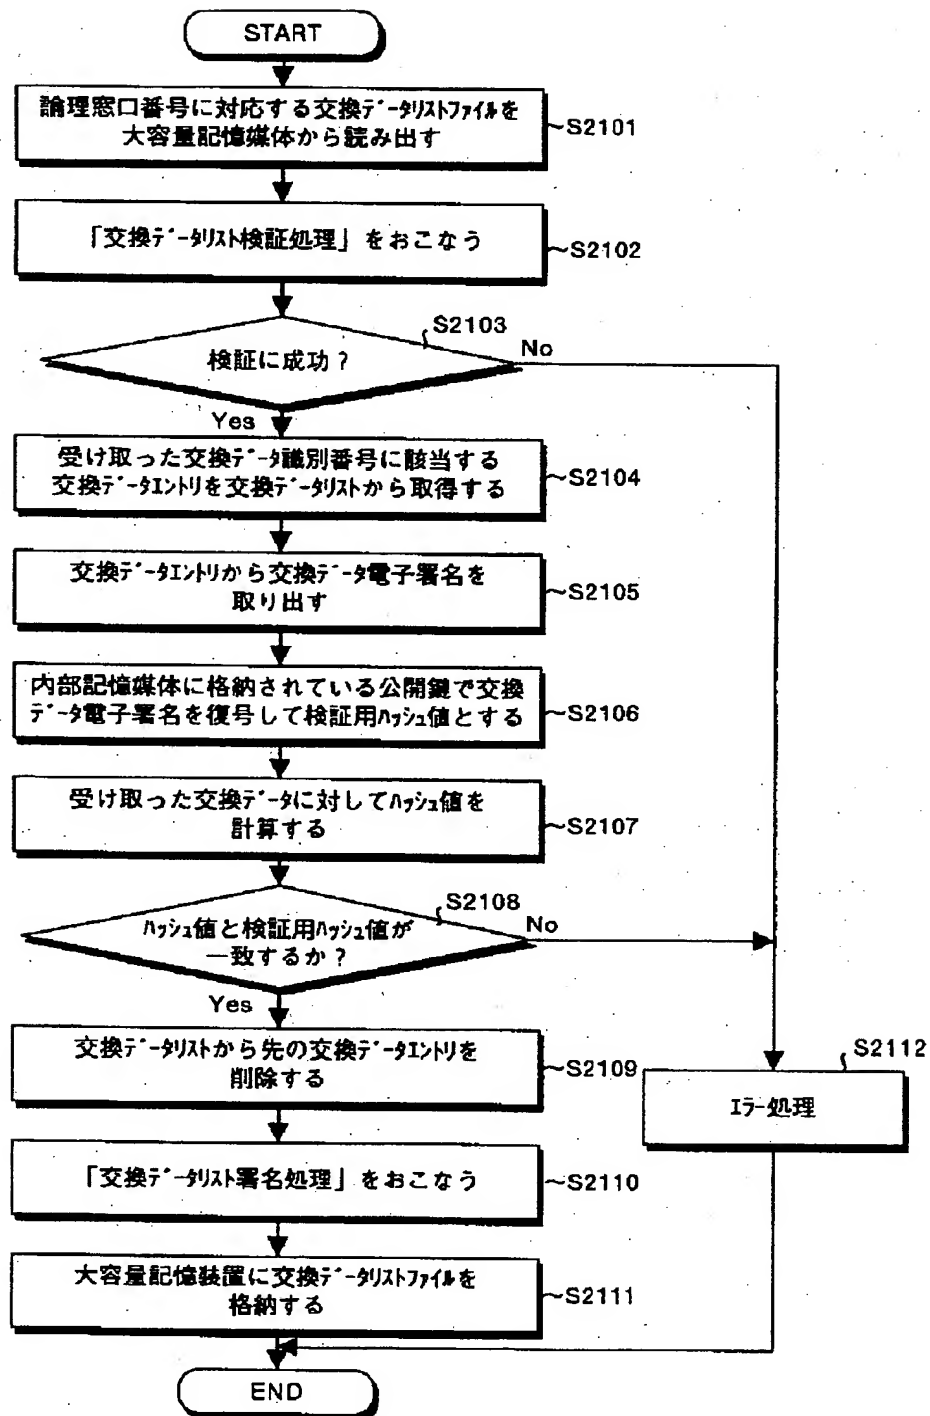 START
論理窓口番号に対応する交換ﾃﾞｰﾀﾘｽﾄﾌｧｲﾙを
大容量記憶媒体から読み出す
~S2101
「交換ﾃﾞｰﾀﾘｽﾄ検証処理」をおこなう
~S2102
S2103
検証に成功？
No
Yes
受け取った交換ﾃﾞｰﾀ識別番号に該当する
交換ﾃﾞｰﾀｴﾝﾄﾘを交換ﾃﾞｰﾀﾘｽﾄから取得する
~S2104
交換ﾃﾞｰﾀｴﾝﾄﾘから交換ﾃﾞｰﾀ電子署名を
取り出す
~S2105
内部記憶媒体に格納されている公開鍵で交換
ﾃﾞｰﾀ電子署名を復号して検証用ﾊｯｼｭ値とする
~S2106
受け取った交換ﾃﾞｰﾀに対してﾊｯｼｭ値を
計算する
~S2107
S2108
ﾊｯｼｭ値と検証用ﾊｯｼｭ値が
一致するか？
No
Yes
交換ﾃﾞｰﾀﾘｽﾄから先の交換ﾃﾞｰﾀｴﾝﾄﾘを
削除する
~S2109
S2112
ｴﾗｰ処理
「交換ﾃﾞｰﾀﾘｽﾄ署名処理」をおこなう
~S2110
大容量記憶装置に交換ﾃﾞｰﾀﾘｽﾄﾌｧｲﾙを
格納する
~S2111
END